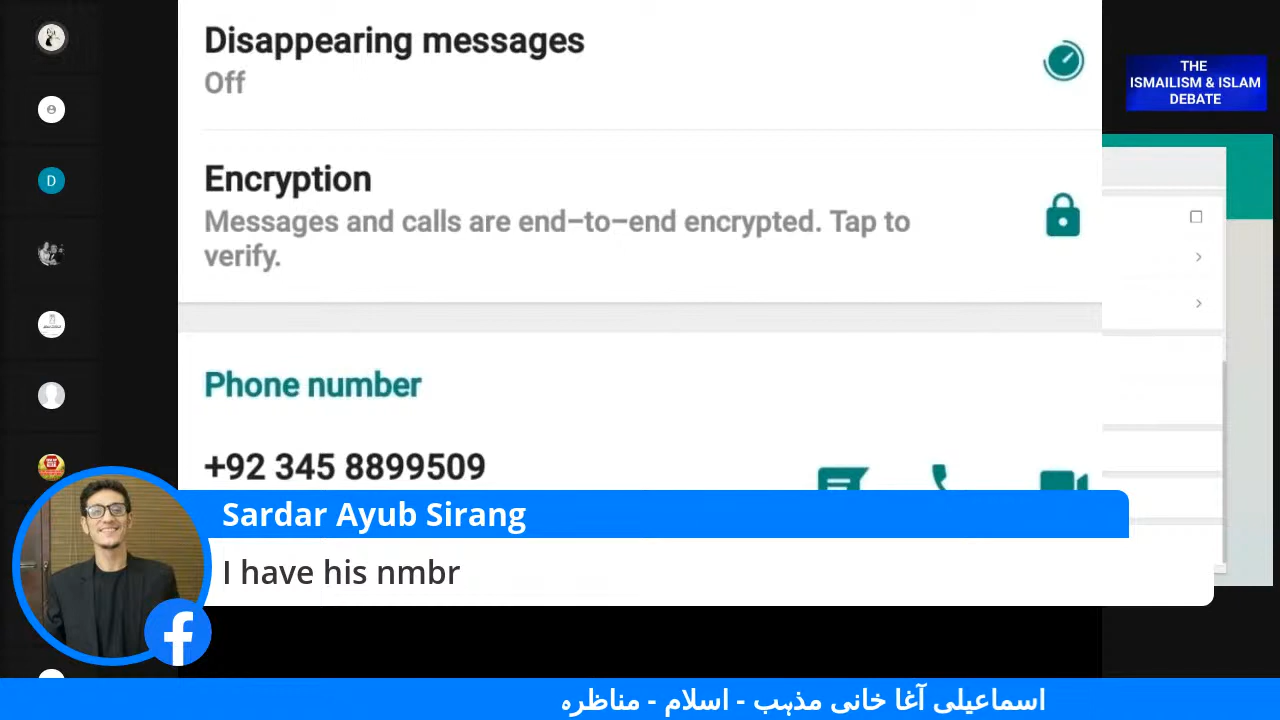 Disappearing messages
Off
THE
ISMAILISM & ISLAM
DEBATE
Encryption
Messages and calls are end-to-end encrypted. Tap to
verify.
D
Phone number
+92 345 8899509
Sardar Ayub Sirang
I have his nmbr
اسماعیلی آغا خانی مذہب - اسلام - مناظرہ